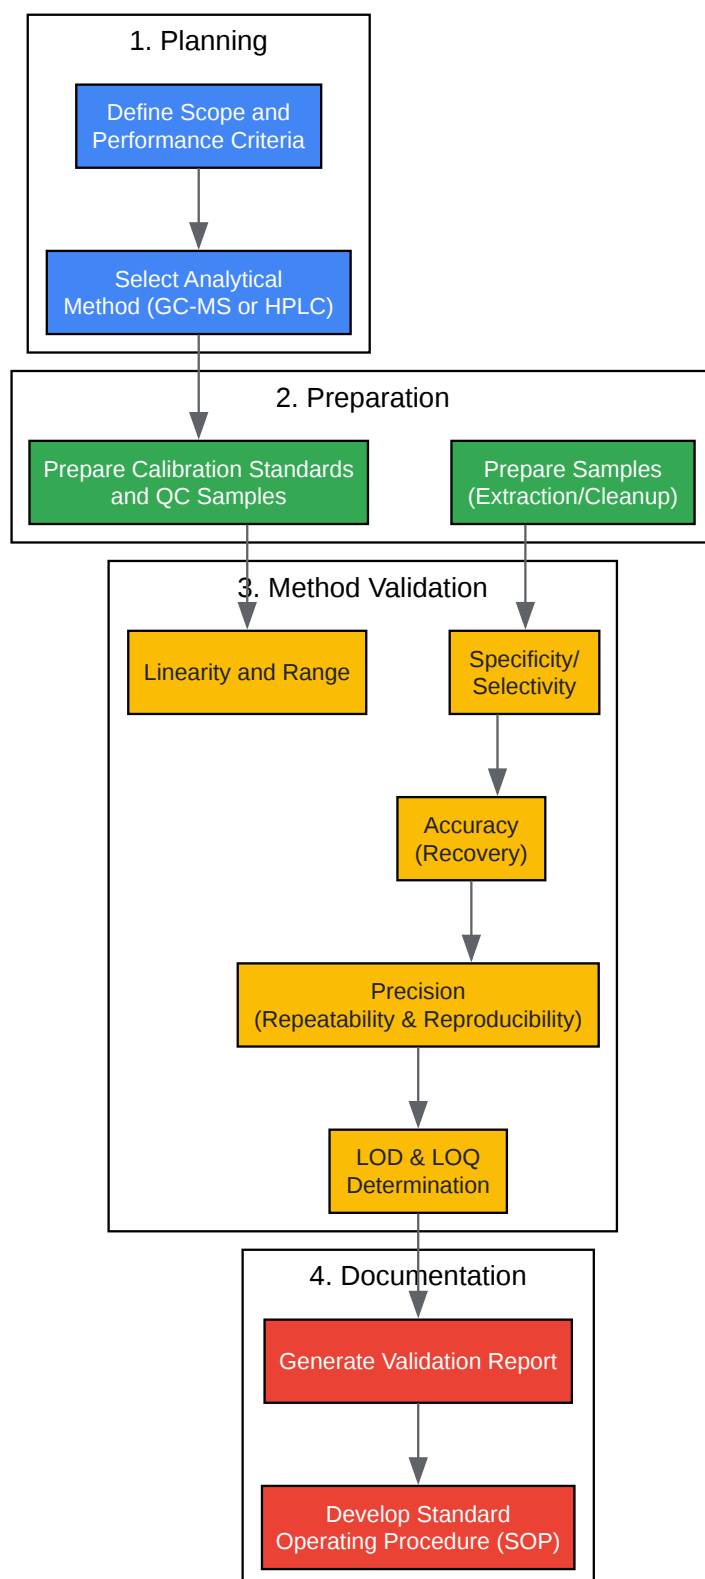 1. Planning
Define Scope and
Performance Criteria
Select Analytical
Method (GC-MS or HPLC)
2. Preparation
Prepare Calibration Standards
and QC Samples
Prepare Samples
(Extraction/Cleanup)
3. Method Validation
Linearity and Range
Specificity/
Selectivity
Accuracy
(Recovery)
Precision
(Repeatability & Reproducibility)
LOD & LOQ
Determination
4. Documentation
Generate Validation Report
Develop Standard
Operating Procedure (SOP)